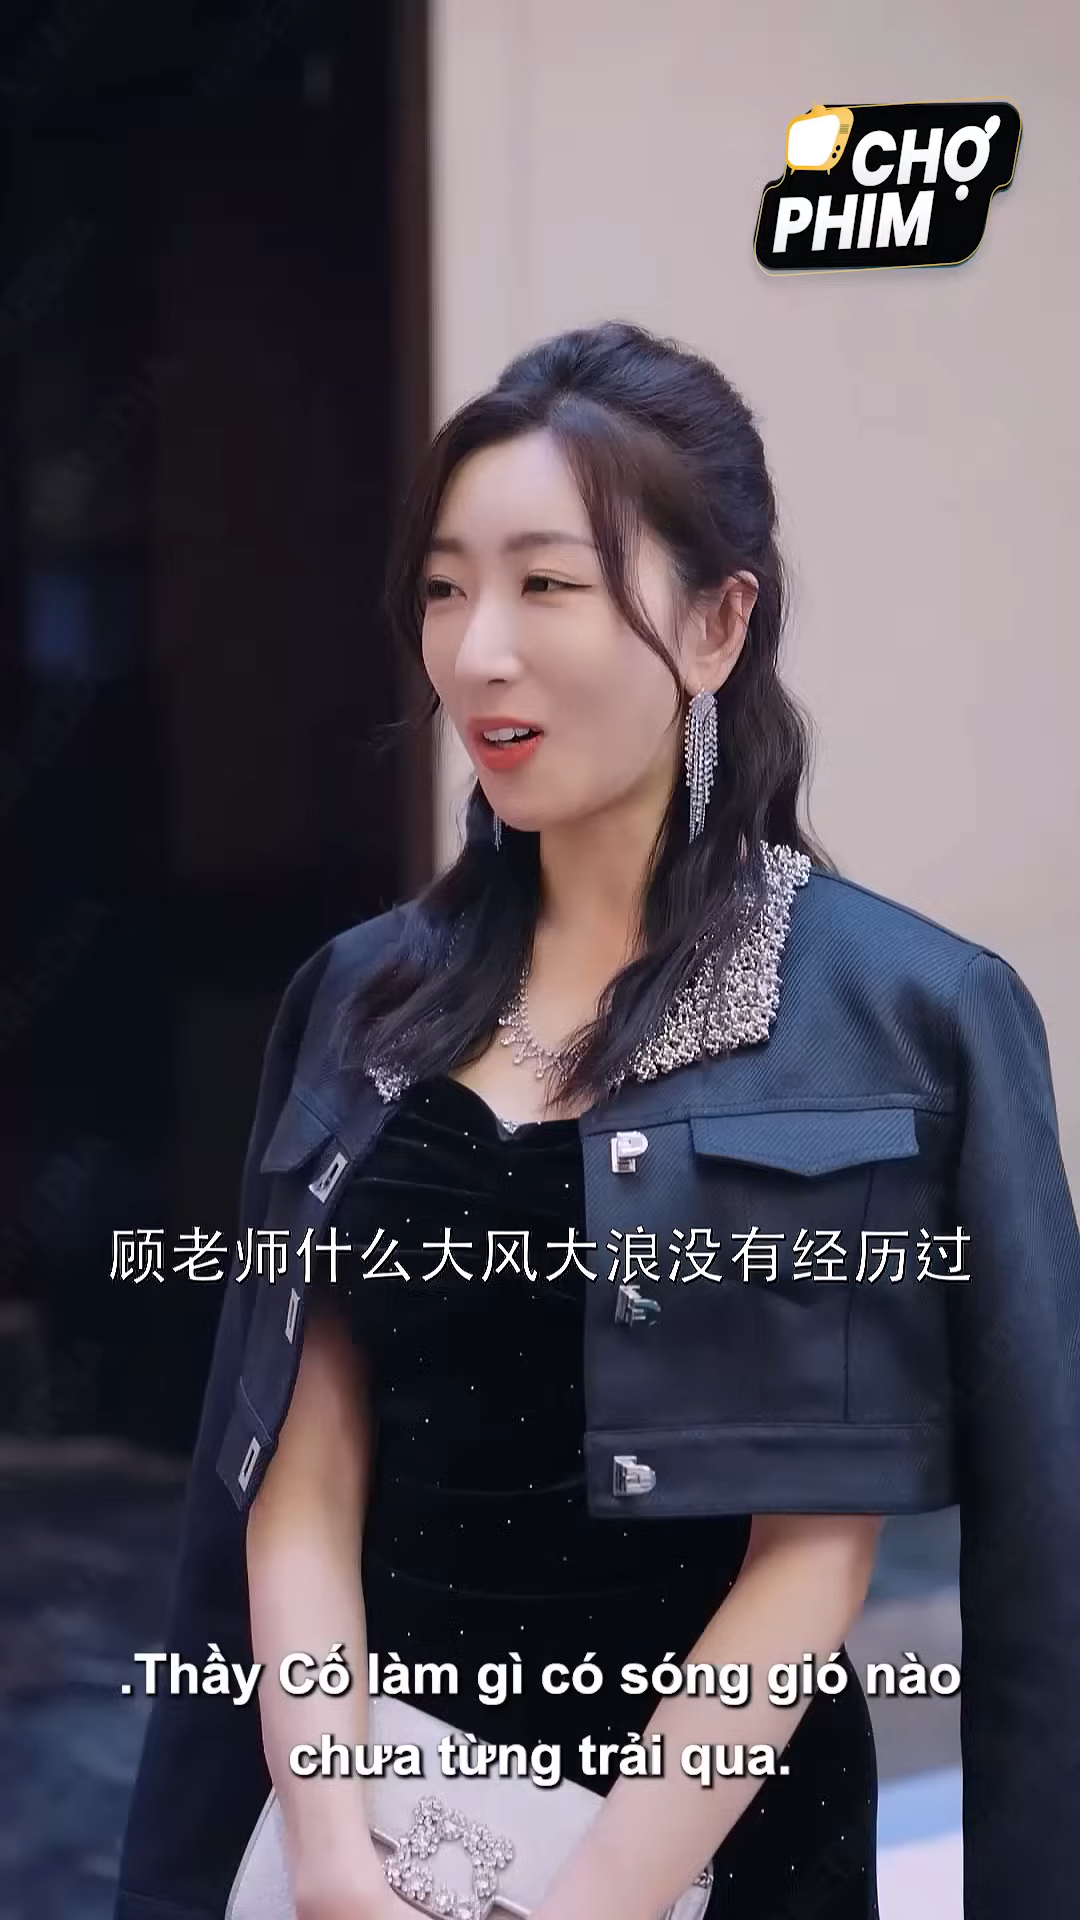 CHỢ
PHIM
顾老师什么大风大浪没有经历过
.Thầy Cố làm gì có sóng gió nào
chưa từng trải qua.